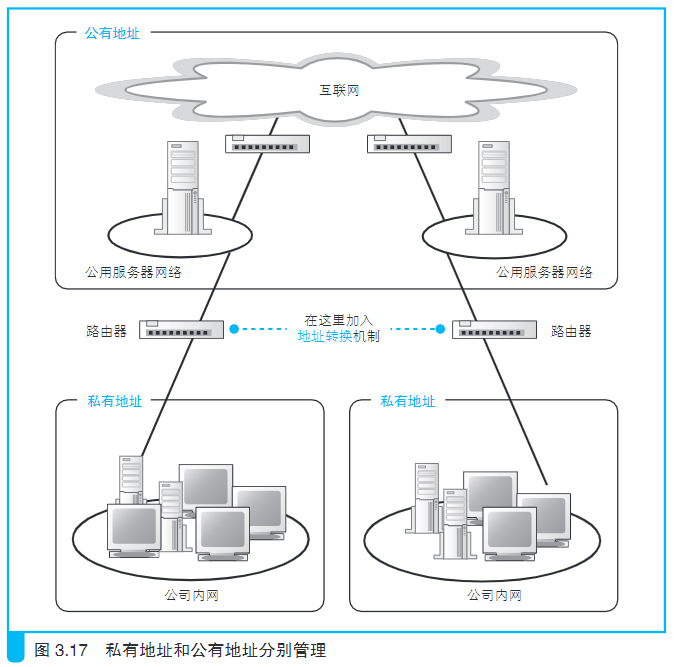 公有地址
互联网
公用服务器网络
公用服务器网络
路由器
在这里加入
地址转换机制
路由器
私有地址
私有地址
公司内网
公司内网
图 3.17 私有地址和公有地址分别管理